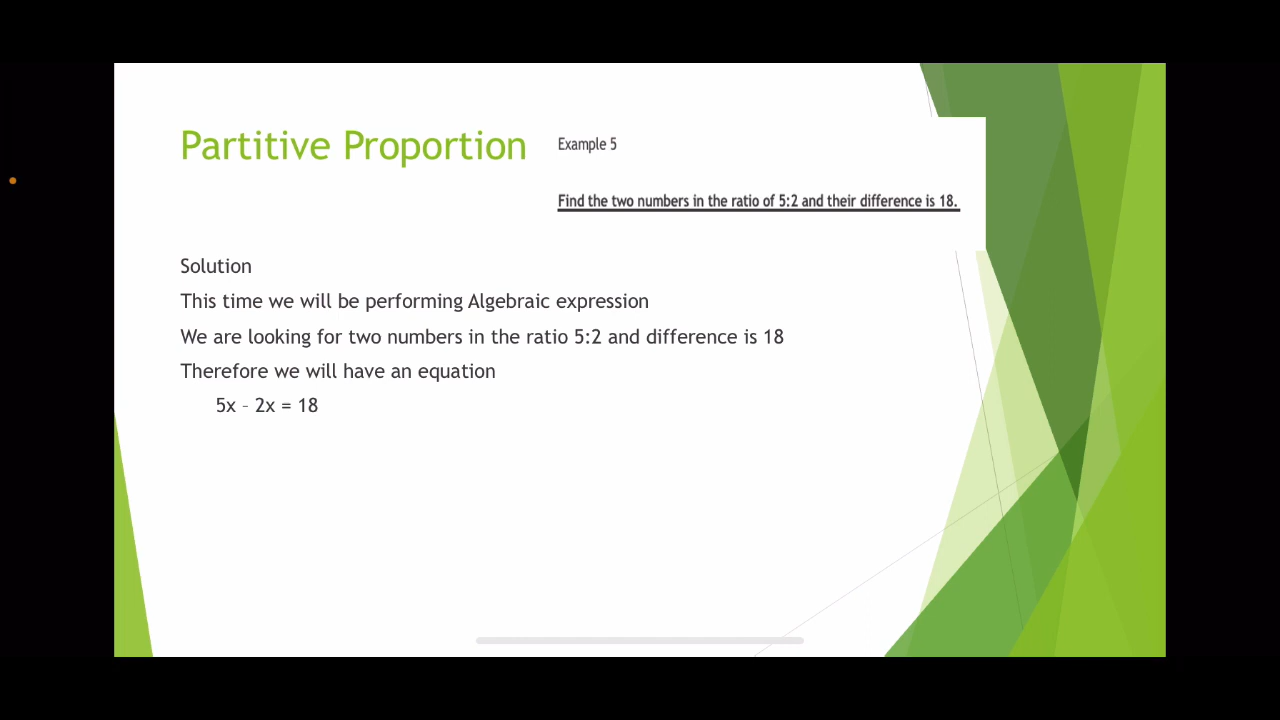 Partitive Proportion
Example 5
Find the two numbers in the ratio of 5:2 and their difference is 18.
Solution
This time we will be performing Algebraic expression
We are looking for two numbers in the ratio 5:2 and difference is 18
Therefore we will have an equation
5x – 2x = 18